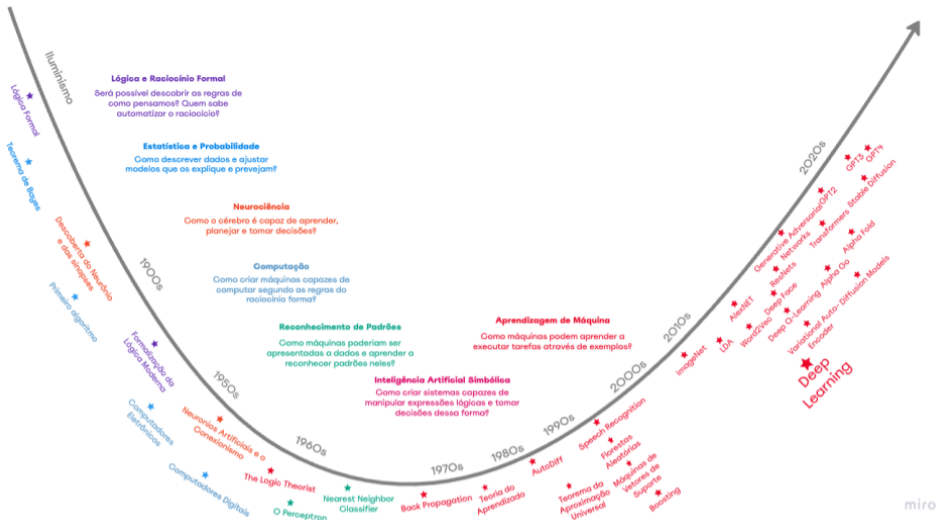 Iluminismo
Lógica Formal
Teorema de Bayes
Descoberta do Neurônio
e das sinapses
Primeiro algoritmo
1900s
Formalização da
Lógica Moderna
Computadores
Eletrônicos
1950s
Neuronios Artificiais e o
Conexionismo
Computadores Digitais
The Logic Theorist
1960s
O Perceptron
Nearest Neighbor
Classifier
Lógica e Raciocínio Formal
Será possível descobrir as regras de
como pensamos? Quem sabe
automatizar o raciocício?
Estatística e Probabilidade
Como descrever dados e ajustar
modelos que os explique e prevejam?
Neurociência
Como o cérebro é capaz de aprender,
planejar e tomar decisões?
Computação
Como criar máquinas capazes de
computar segundo as regras do
raciocínio forma?
Reconhecimento de Padrões
Como máquinas poderiam ser
apresentadas a dados e aprender a
reconhecer padrões neles?
Aprendizagem de Máquina
Como máquinas podem aprender a
executar tarefas através de exemplos?
Inteligência Artificial Simbólica
Como criar sistemas capazes de
manipular expressões lógicas e tomar
decisões dessa forma?
1970s
Back Propagation
1980s
Teoria do
Aprendizado
AutoDiff
1990s
Teorema da
Aproximação
Universal
Speech Recognition
Florestas
Aleatórias
Máquinas de
Vetores de
Suporte
Boosting
2000s
2010s
ImageNet
LDA
AlexNET
Word2Vec
Deep Face
ResNets
Deep Q-Learning
Generative Adversarial
Networks
Variational Auto-
Encoder
Alpha Go
Diffusion Models
Transformers
GPT2
Alpha Fold
Stable Diffusion
2020s
GPT3
GPT4
Deep
Learning
miro